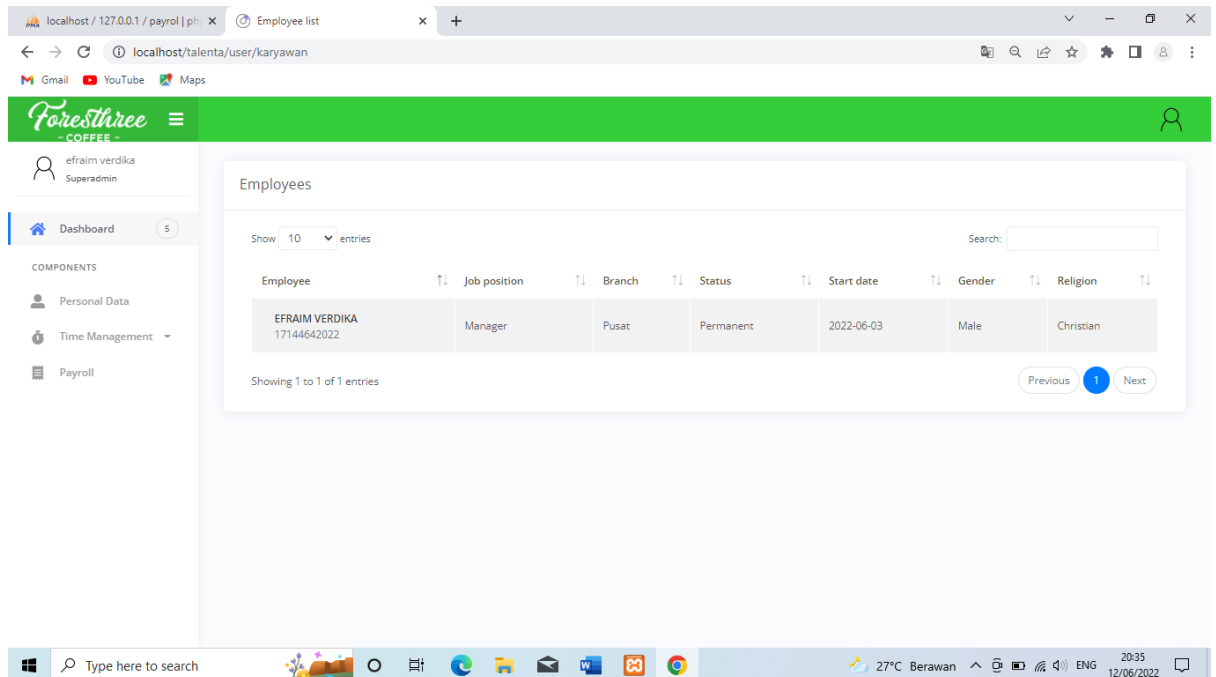 localhost / 127.0.0.1 / payrol | ph
Employee list
localhost/talenta/user/karyawan
Gmail YouTube Maps
Foresthree
- COFFEE -
efraim verdika
Superadmin
Dashboard 5
COMPONENTS
Personal Data
Time Management
Payroll
Employees
Show 10 entries
Search:
Employee Job position Branch Status Start date Gender Religion
EFRAIM VERDIKA
17144642022
Manager Pusat Permanent 2022-06-03 Male Christian
Showing 1 to 1 of 1 entries
Previous 1 Next
Type here to search
27°C Berawan
ENG
20:35
12/06/2022